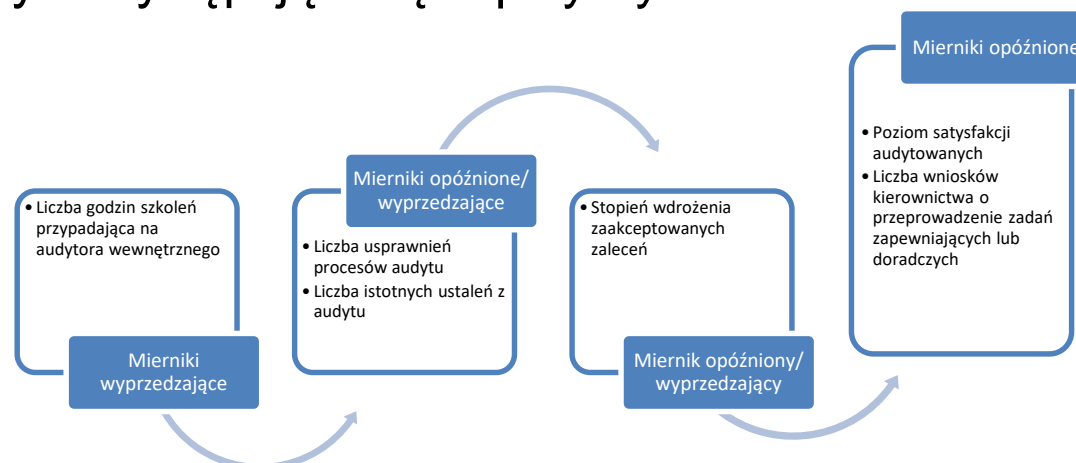 • Liczba godzin szkoleń
przypadająca na
audytora wewnętrznego
Mierniki
wyprzedzające
Mierniki opóźnione/
wyprzedzające
• Liczba usprawnień
procesów audytu
• Liczba istotnych ustaleń z
audytu
• Stopień wdrożenia
zaakceptowanych
zaleceń
Miernik opóźniony/
wyprzedzający
Mierniki opóźnione
• Poziom satysfakcji
audytowanych
• Liczba wniosków
kierownictwa o
przeprowadzenie zadań
zapewniających lub
doradczych